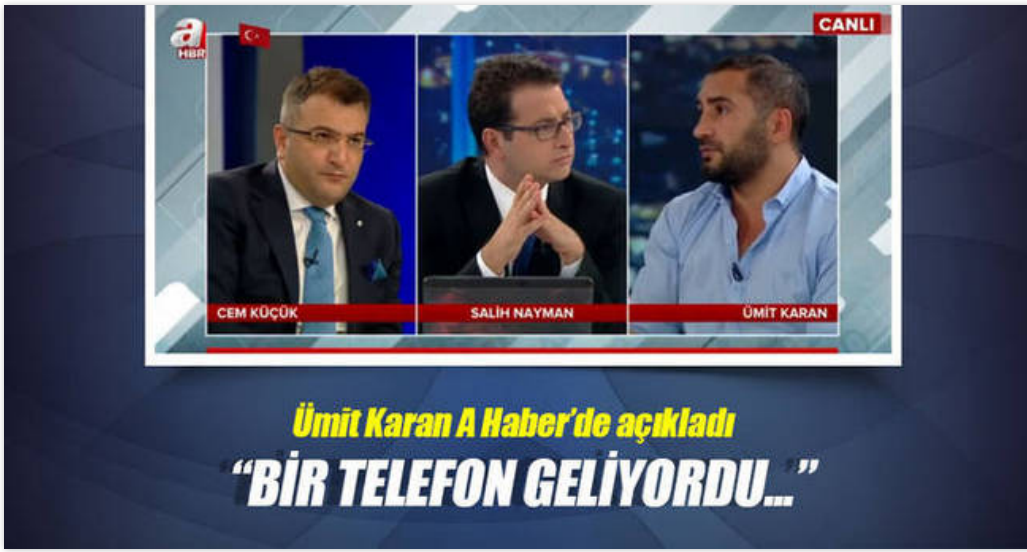 a
HBR
CANLI
CEM KÜÇÜK
SALİH NAYMAN
ÜMİT KARAN
Ümit Karan A Haber'de açıkladı
“BİR TELEFON GELİYORDU...”